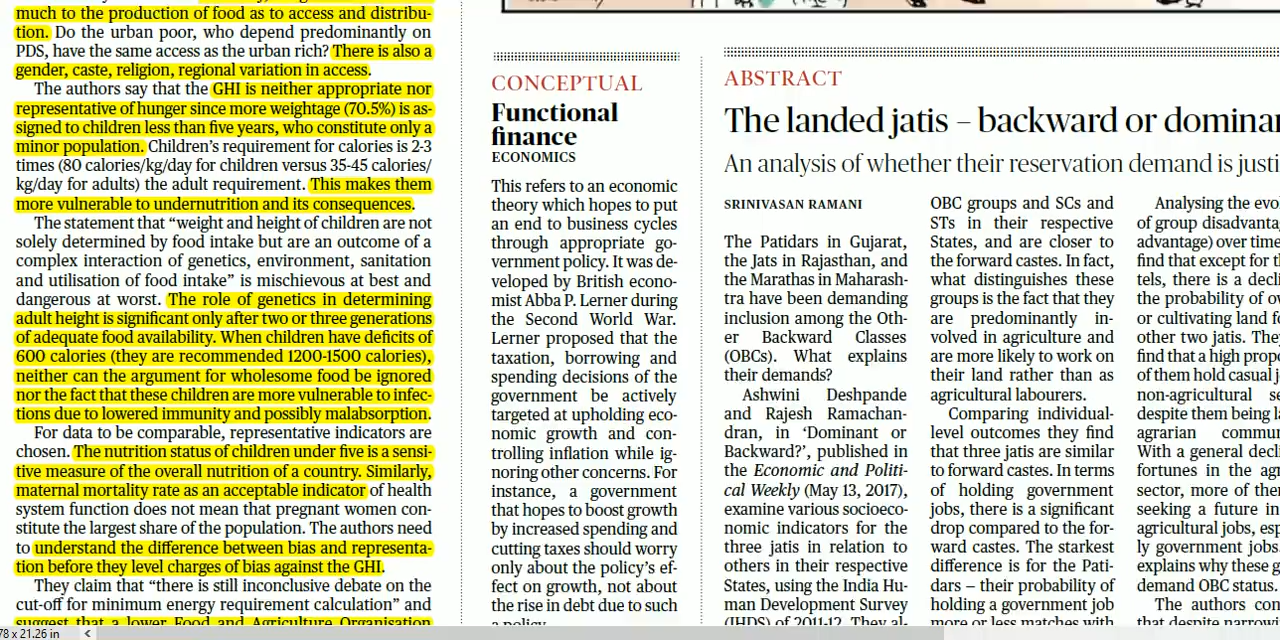 much to the production of food as to access and distribu-
tion. Do the urban poor, who depend predominantly on
PDS, have the same access as the urban rich? There is also a
gender, caste, religion, regional variation in access.
The authors say that the GHI is neither appropriate nor
representative of hunger since more weightage (70.5%) is as-
signed to children less than five years, who constitute only a
minor population. Children's requirement for calories is 2-3
times (80 calories/kg/day for children versus 35-45 calories/
kg/day for adults) the adult requirement. This makes them
more vulnerable to undernutrition and its consequences.
The statement that “weight and height of children are not
solely determined by food intake but are an outcome of a
complex interaction of genetics, environment, sanitation
and utilisation of food intake” is mischievous at best and
dangerous at worst. The role of genetics in determining
adult height is significant only after two or three generations
of adequate food availability. When children have deficits of
600 calories (they are recommended 1200-1500 calories),
neither can the argument for wholesome food be ignored
nor the fact that these children are more vulnerable to infec-
tions due to lowered immunity and possibly malabsorption.
For data to be comparable, representative indicators are
chosen. The nutrition status of children under five is a sensi-
tive measure of the overall nutrition of a country. Similarly,
maternal mortality rate as an acceptable indicator of health
system function does not mean that pregnant women con-
stitute the largest share of the population. The authors need
to understand the difference between bias and representa-
tion before they level charges of bias against the GHI.
They claim that “there is still inconclusive debate on the
cut-off for minimum energy requirement calculation” and
suggest that a lower Food and Agriculture Organisation
78 x 21.26 in
CONCEPTUAL
Functional
finance
ECONOMICS
This refers to an economic
theory which hopes to put
an end to business cycles
through appropriate go-
vernment policy. It was de-
veloped by British econo-
mist Abba P. Lerner during
the Second World War.
Lerner proposed that the
taxation, borrowing and
spending decisions of the
government be actively
targeted at upholding eco-
nomic growth and con-
trolling inflation while ig-
noring other concerns. For
instance, a government
that hopes to boost growth
by increased spending and
cutting taxes should worry
only about the policy's ef-
fect on growth, not about
the rise in debt due to such
a policy.
ABSTRACT
The landed jatis – backward or dominan
An analysis of whether their reservation demand is justi
SRINIVASAN RAMANI
The Patidars in Gujarat,
the Jats in Rajasthan, and
the Marathas in Maharash-
tra have been demanding
inclusion among the Oth-
er Backward Classes
(OBCs). What explains
their demands?
Ashwini Deshpande
and Rajesh Ramachan-
dran, in ‘Dominant or
Backward?’, published in
the Economic and Politi-
cal Weekly (May 13, 2017),
examine various socioeco-
nomic indicators for the
three jatis in relation to
others in their respective
States, using the India Hu-
man Development Survey
(IHDS) of 2011-12. They al-
OBC groups and SCs and
STs in their respective
States, and are closer to
the forward castes. In fact,
what distinguishes these
groups is the fact that they
are predominantly in-
volved in agriculture and
are more likely to work on
their land rather than as
agricultural labourers.
Comparing individual-
level outcomes they find
that three jatis are similar
to forward castes. In terms
of holding government
jobs, there is a significant
drop compared to the for-
ward castes. The starkest
difference is for the Pati-
dars – their probability of
holding a government job
more or less matches with
Analysing the evol
of group disadvanta
advantage) over time
find that except for th
tels, there is a decli
the probability of ow
or cultivating land fo
other two jatis. They
find that a high propo
of them hold casual j
non-agricultural se
despite them being la
agrarian commun
With a general decli
fortunes in the agr
sector, more of them
seeking a future in
agricultural jobs, esp
ly government jobs.
explains why these g
demand OBC status.
The authors con
that despite narrowi